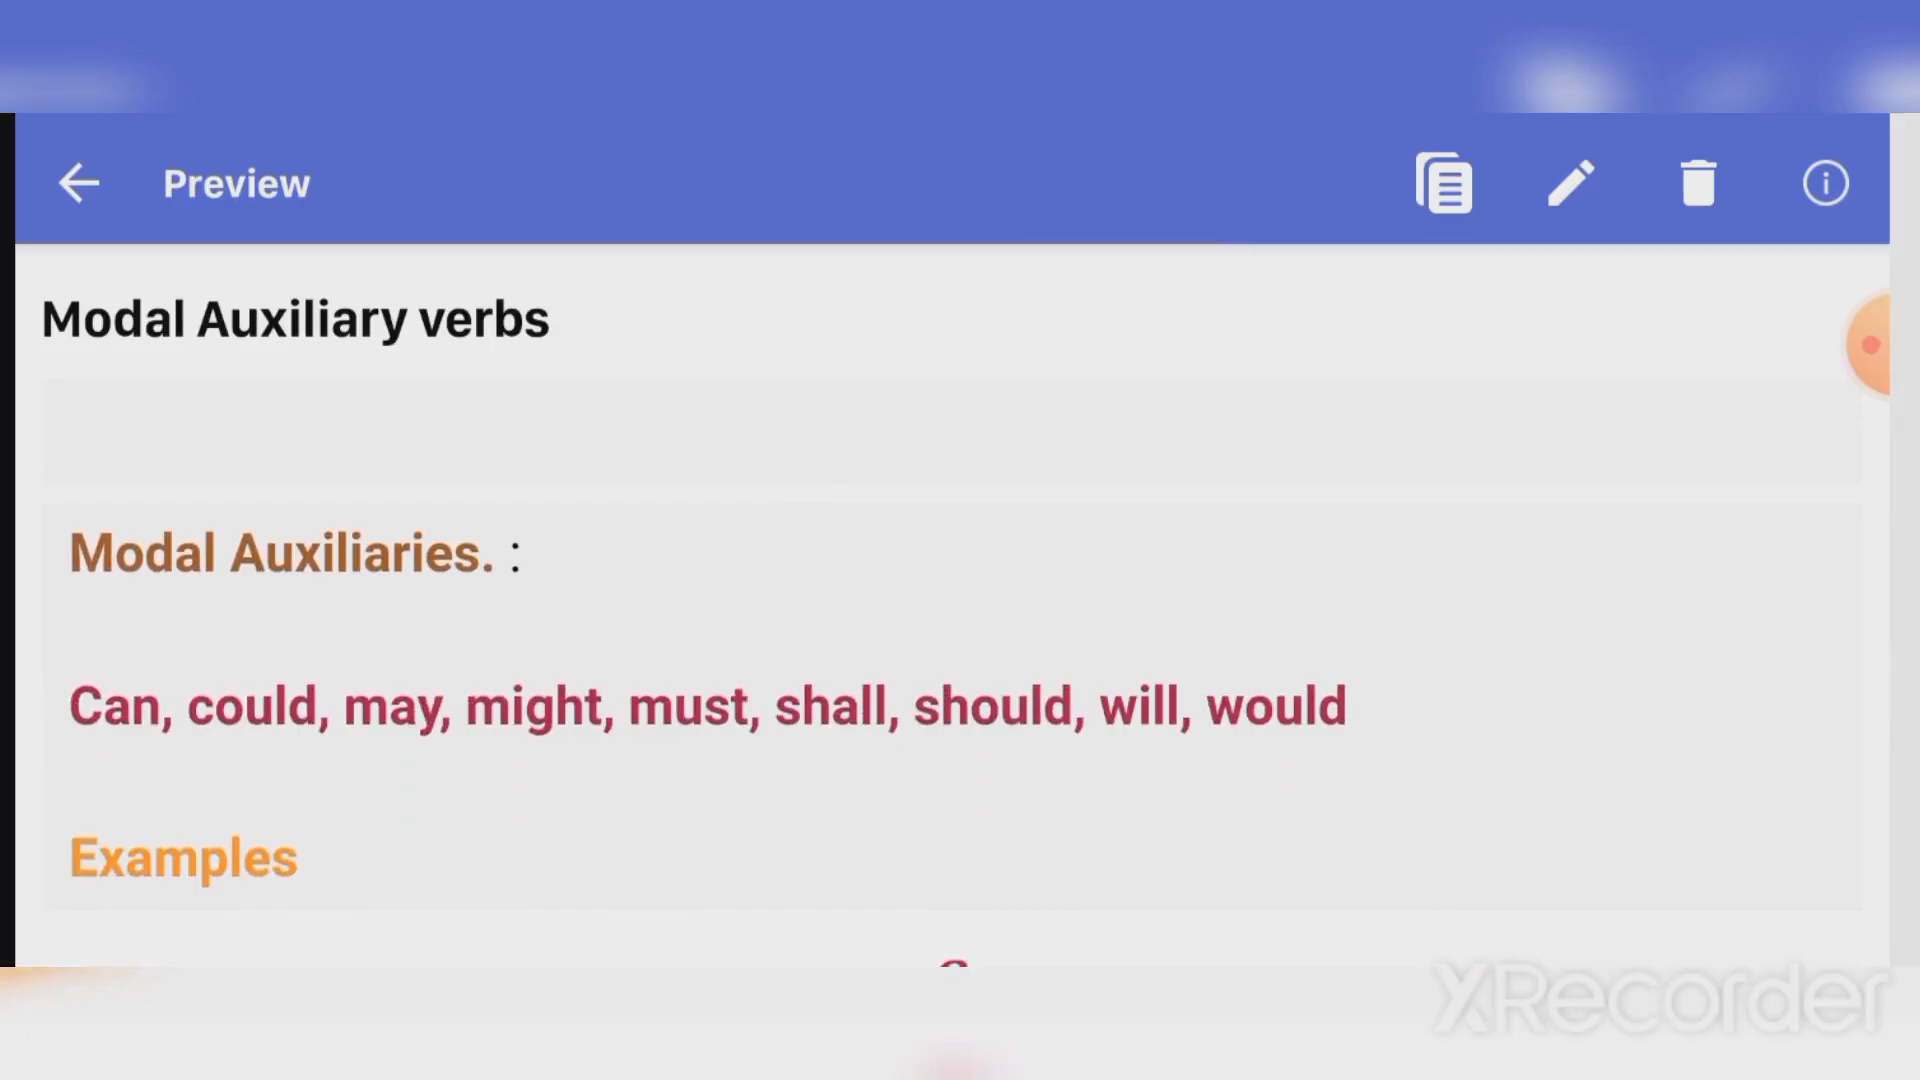 Preview
Modal Auxiliary verbs
Modal Auxiliaries. :
Can, could, may, might, must, shall, should, will, would
Examples
XRecorder